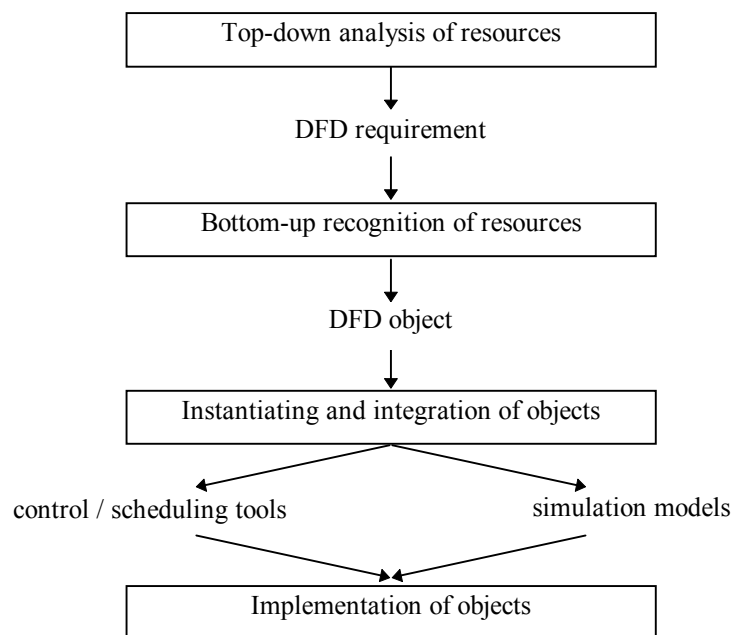 Top-down analysis of resources
DFD requirement
Bottom-up recognition of resources
DFD object
Instantiating and integration of objects
control / scheduling tools
simulation models
Implementation of objects